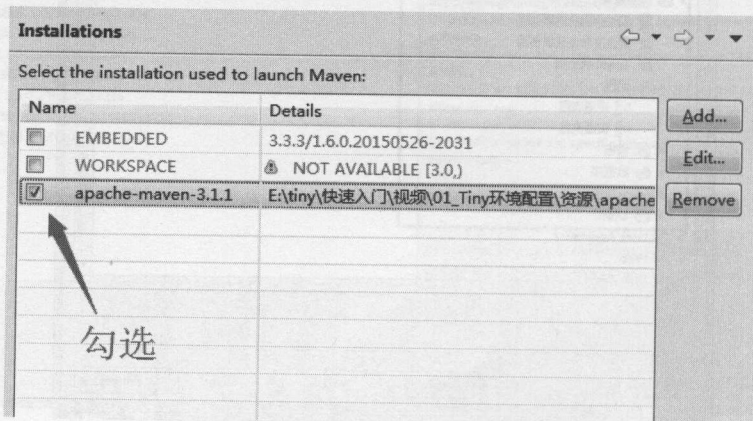 Installations
Select the installation used to launch Maven:
Name Details
EMBEDDED 3.3.3/1.6.0.20150526-2031
WORKSPACE NOT AVAILABLE [3.0,)
apache-maven-3.1.1 E:\tiny\快速入门\视频\01_Tiny环境配置\资源\apache
Add...
Edit...
Remove
勾选